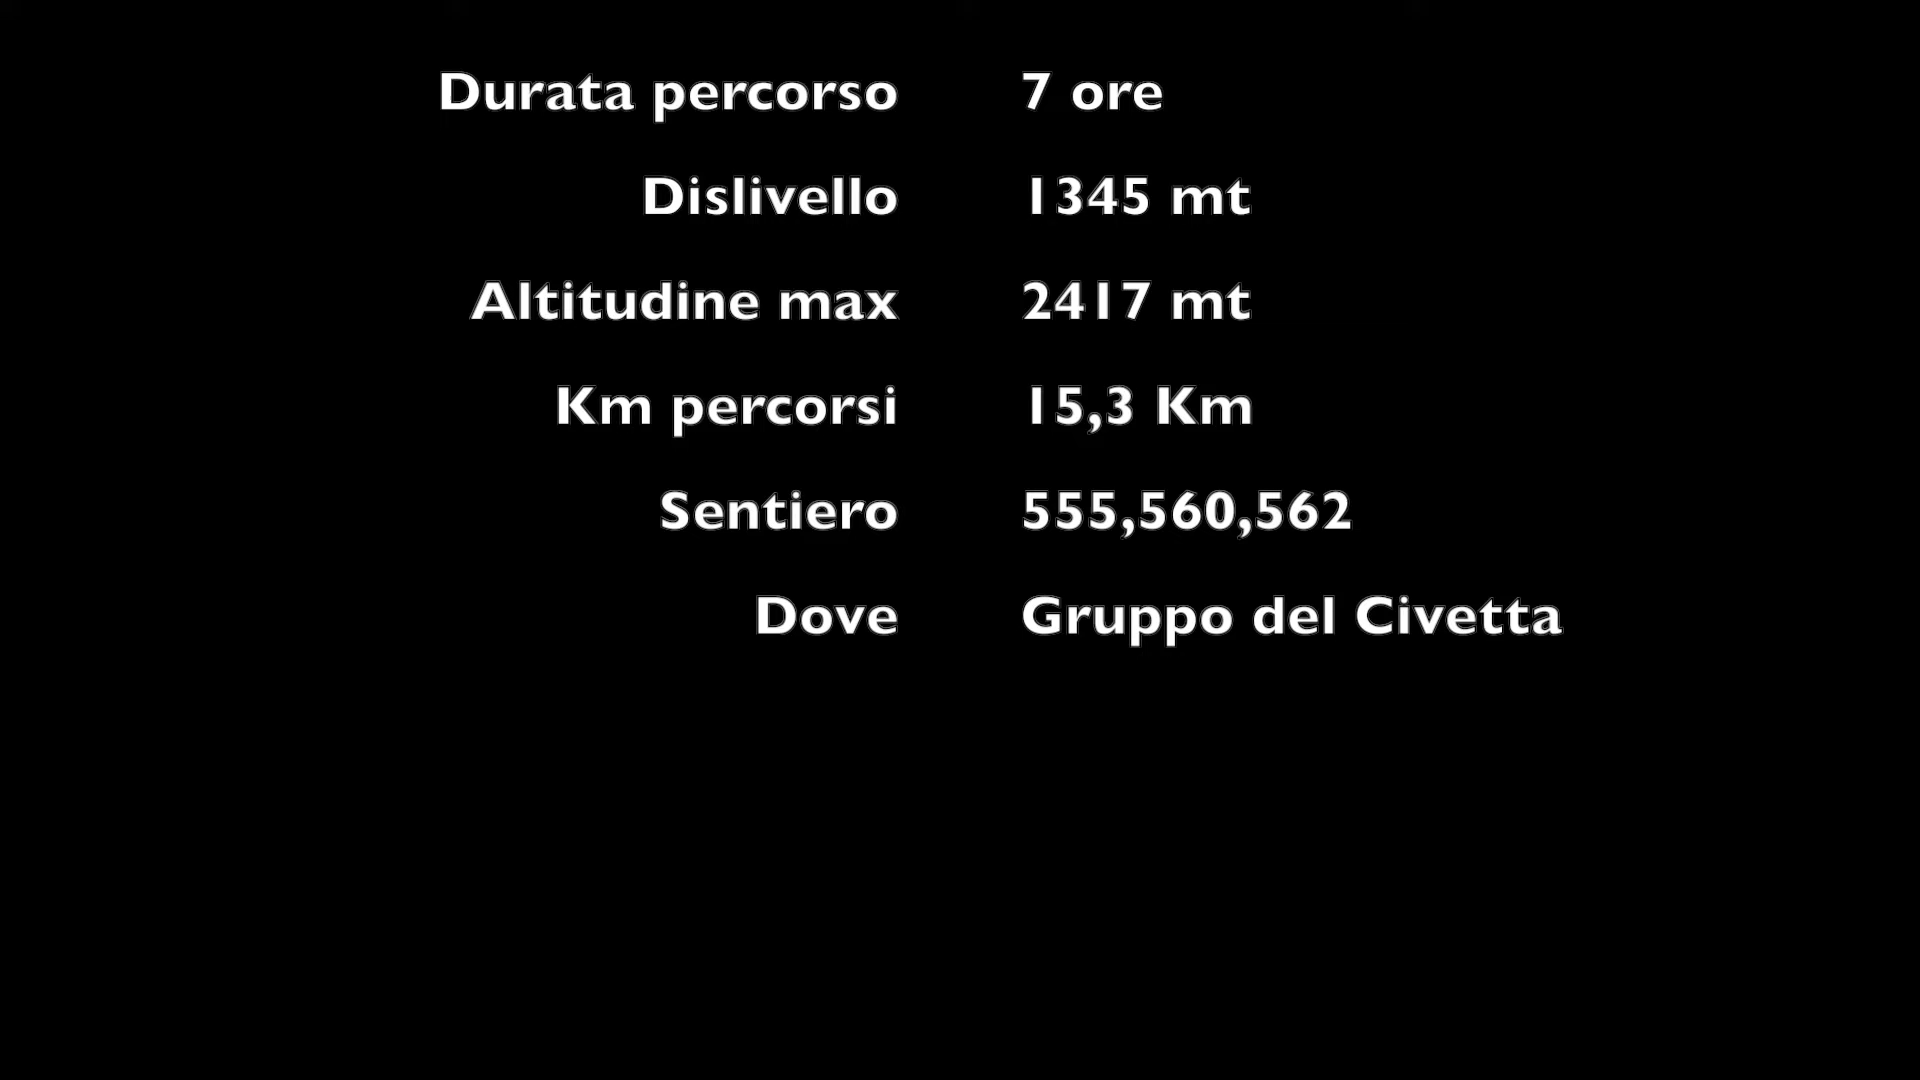 Durata percorso 7 ore
Dislivello 1345 mt
Altitudine max 2417 mt
Km percorsi 15,3 Km
Sentiero 555,560,562
Dove Gruppo del Civetta